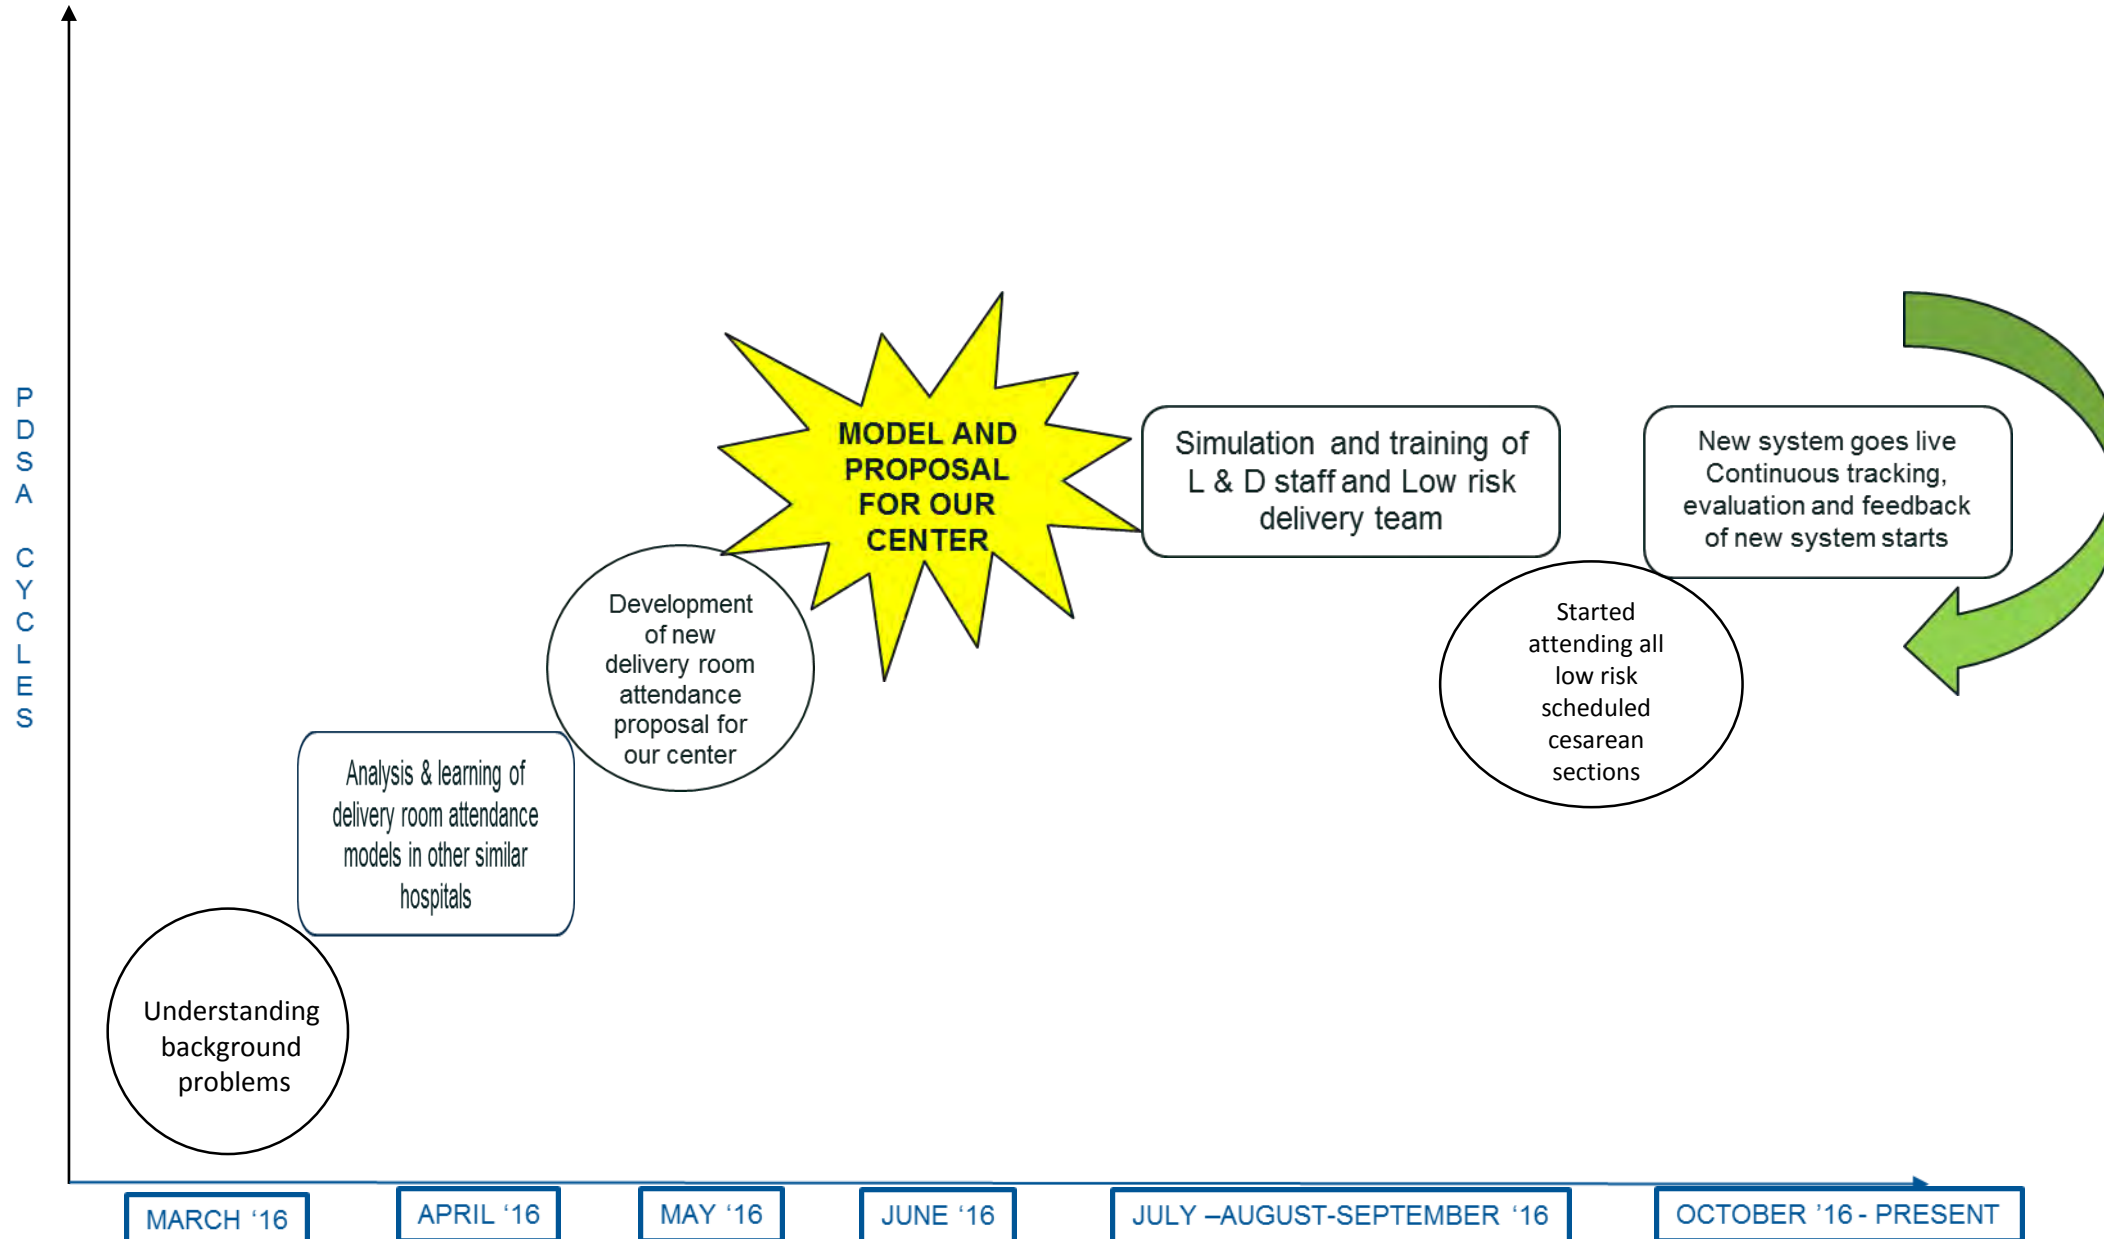 PDSA CYCLES
MODEL AND
PROPOSAL
FOR OUR
CENTER
Simulation and training of
L & D staff and Low risk
delivery team
New system goes live
Continuous tracking,
evaluation and feedback
of new system starts
Development
of new
delivery room
attendance
proposal for
our center
Started
attending all
low risk
scheduled
cesarean
sections
Analysis & learning of
delivery room attendance
models in other similar
hospitals
Understanding
background
problems
MARCH ‘16
APRIL ‘16
MAY ‘16
JUNE ‘16
JULY –AUGUST-SEPTEMBER ‘16
OCTOBER ’16 - PRESENT